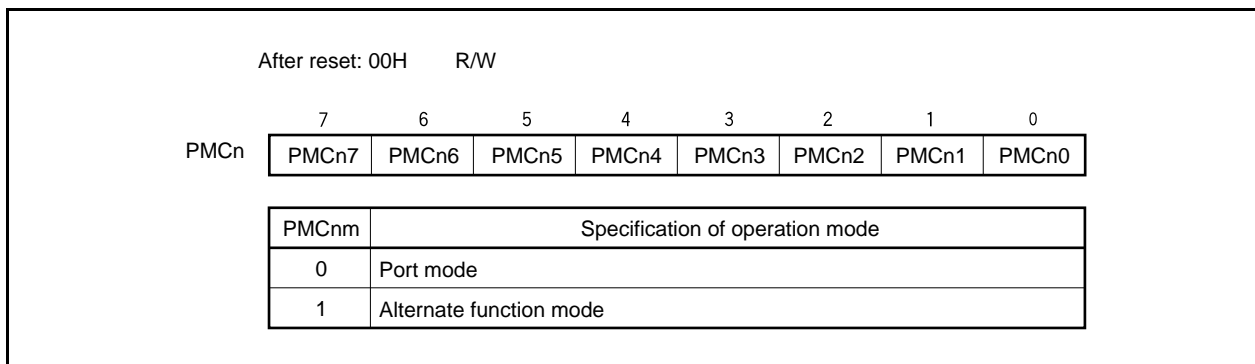 After reset: 00H R/W
7 6 5 4 3 2 1 0
PMCn PMCn7 PMCn6 PMCn5 PMCn4 PMCn3 PMCn2 PMCn1 PMCn0
PMCnm Specification of operation mode
0 Port mode
1 Alternate function mode